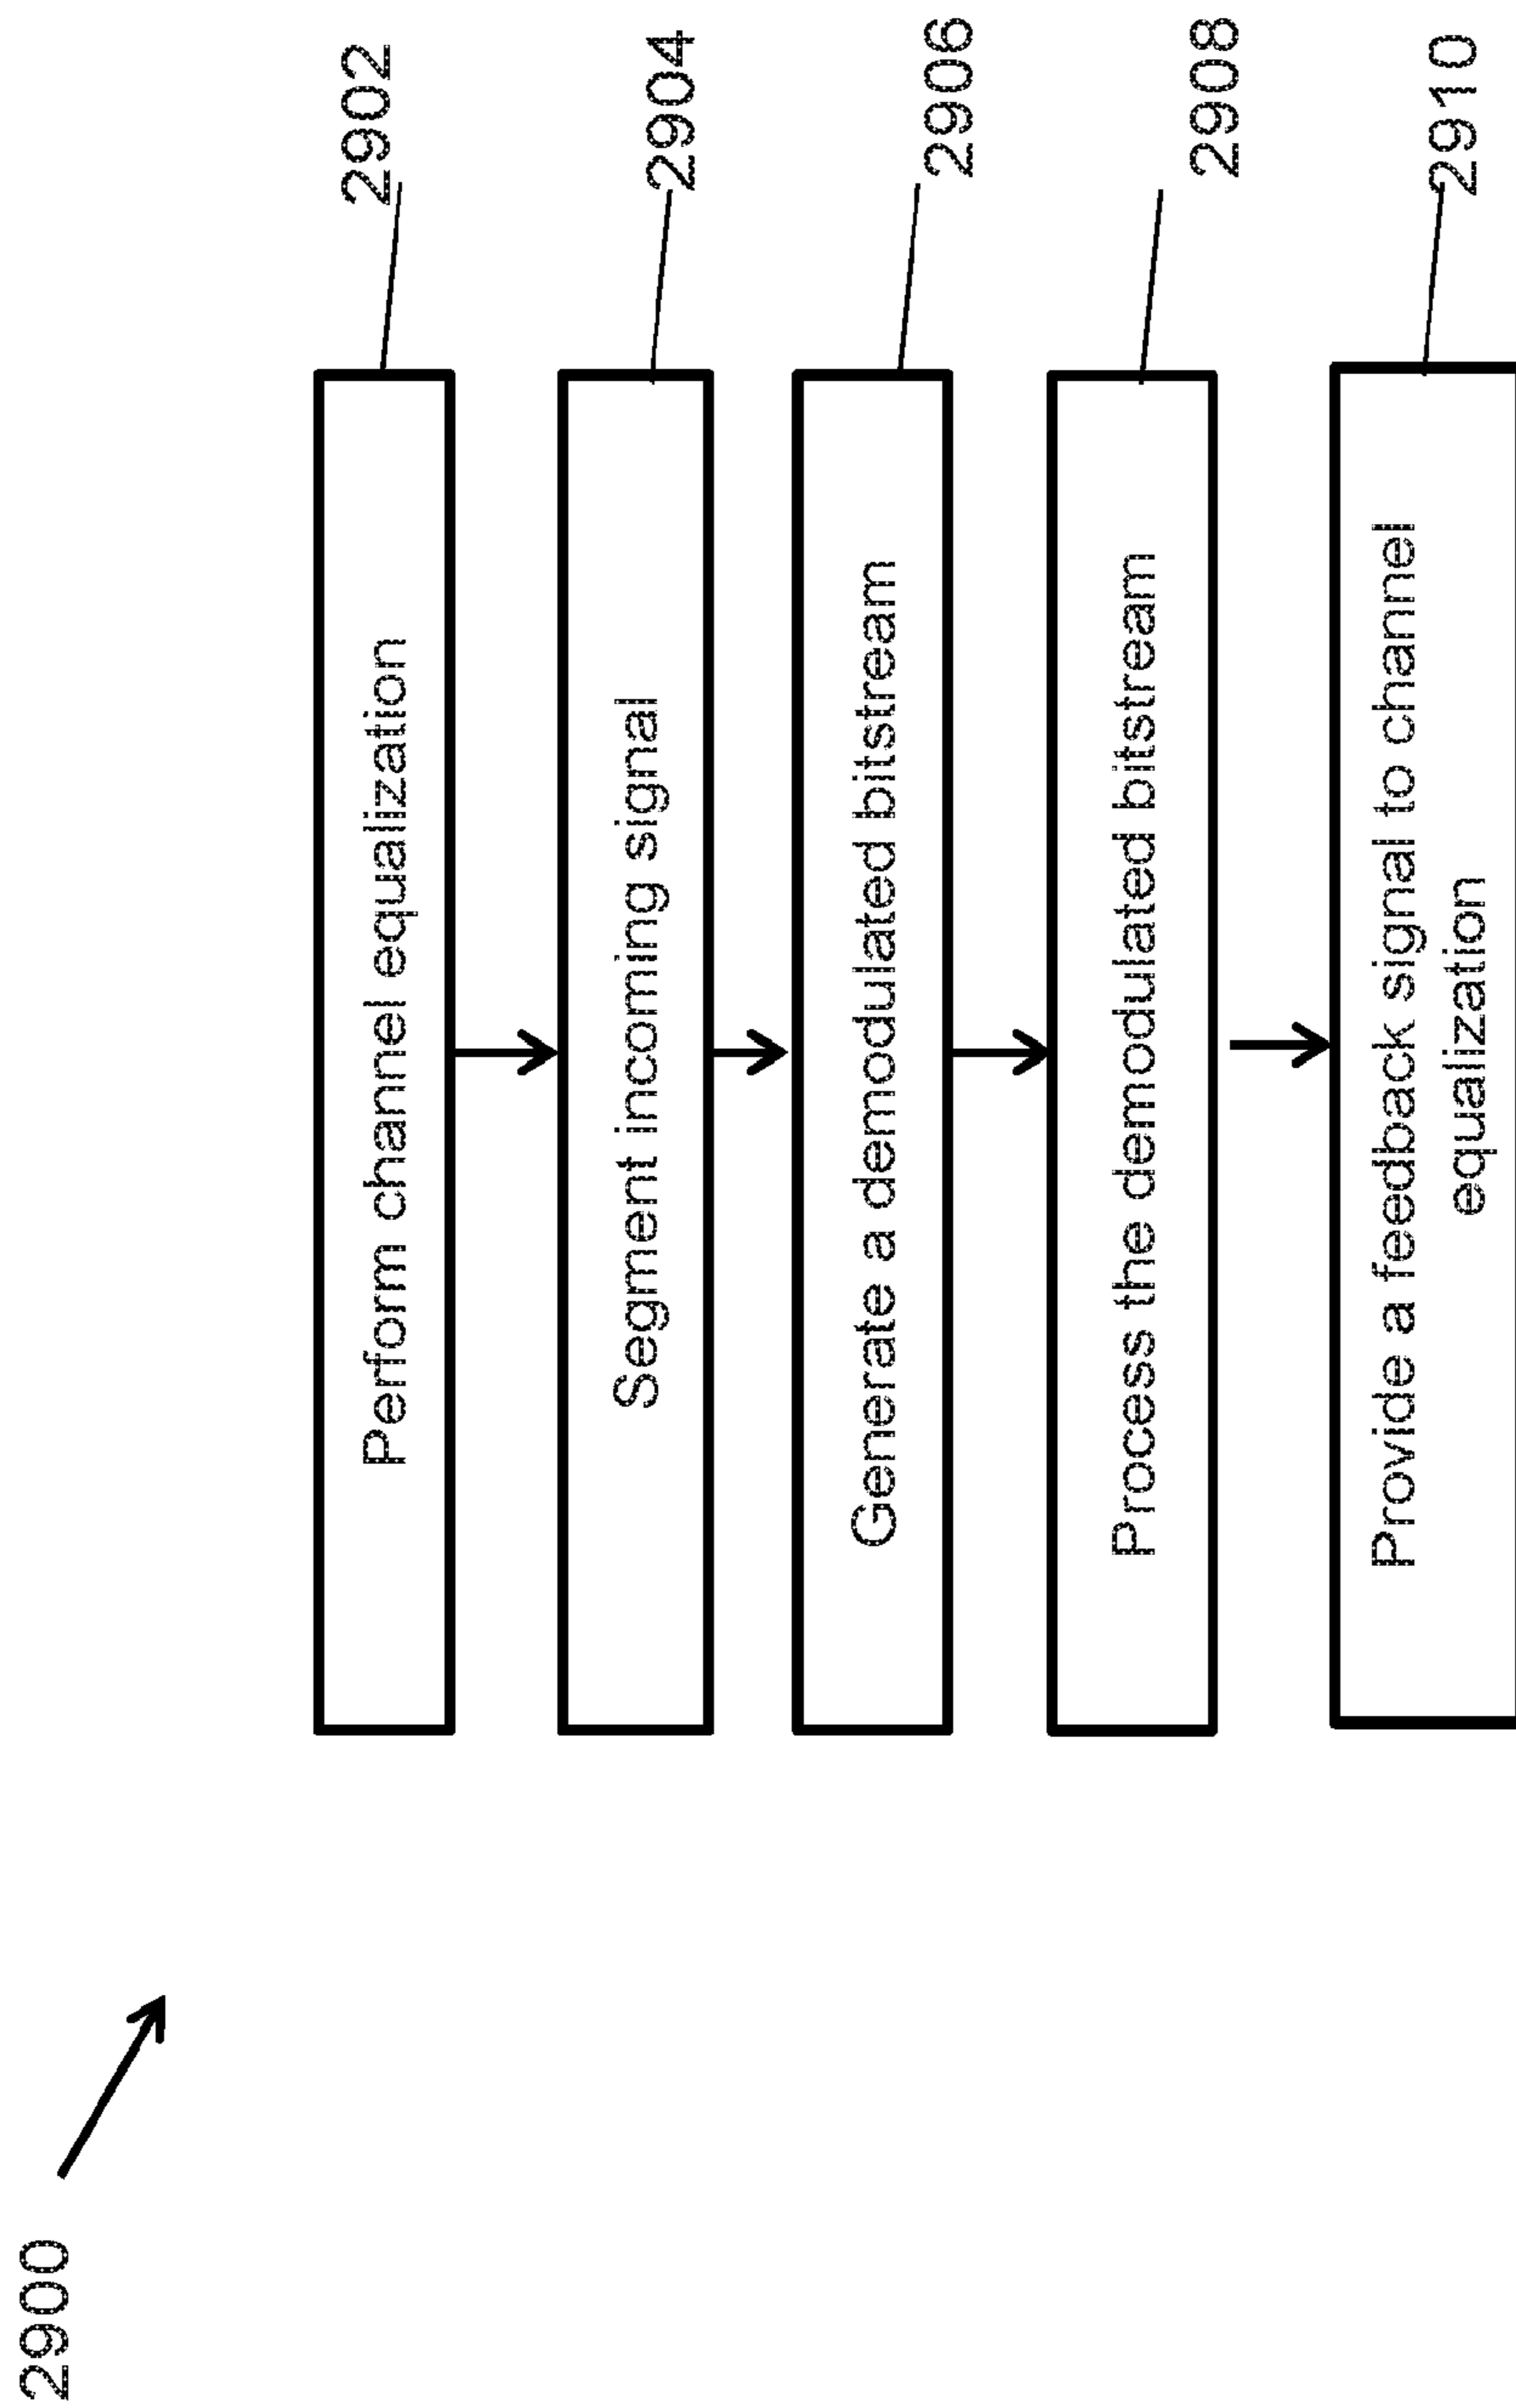 2900
Perform channel equalization
2902
Segment incoming signal
2904
Generate a demodulated bitstream
2906
Process the demodulated bitstream
2908
Provide a feedback signal to channel
equalization
2910